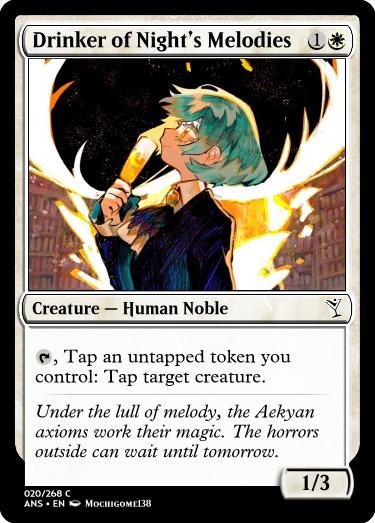 Drinker of Night's Melodies 1
Creature — Human Noble
, Tap an untapped token you
control: Tap target creature.
Under the lull of melody, the Aekyan
axioms work their magic. The horrors
outside can wait until tomorrow.
1/3
020/268 C
ANS • EN Mochigome138